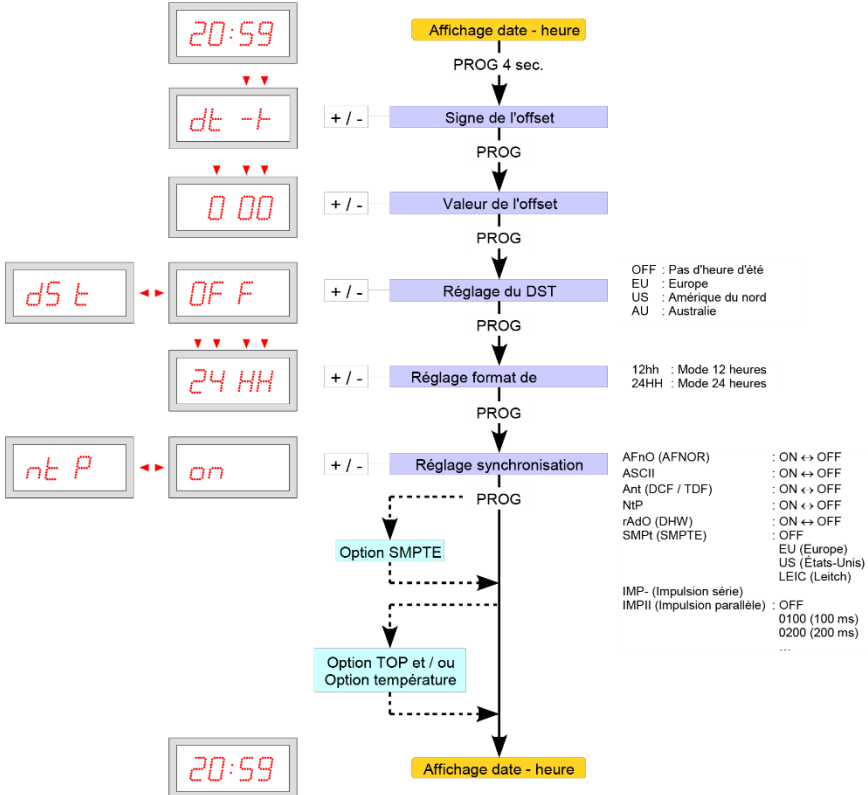 20:59
Affichage date - heure
PROG 4 sec.
dt -+
+ / -
Signe de l'offset
PROG
0 00
+ / -
Valeur de l'offset
PROG
dSt
OFF
+ / -
Réglage du DST
OFF : Pas d'heure d'été
EU : Europe
US : Amérique du nord
AU : Australie
PROG
24 HH
+ / -
Réglage format de
12hh : Mode 12 heures
24HH : Mode 24 heures
PROG
nt P
on
+ / -
Réglage synchronisation
AFnO (AFNOR) : ON ↔ OFF
ASCII : ON ↔ OFF
Ant (DCF / TDF) : ON ↔ OFF
NtP : ON ↔ OFF
rAdO (DHW) : ON ↔ OFF
SMPt (SMPTE) : OFF
EU (Europe)
US (États-Unis)
LEIC (Leitch)
IMP- (Impulsion série)
IMPII (Impulsion parallèle) : OFF
0100 (100 ms)
0200 (200 ms)
...
PROG
Option SMPTE
Option TOP et / ou
Option température
20:59
Affichage date - heure